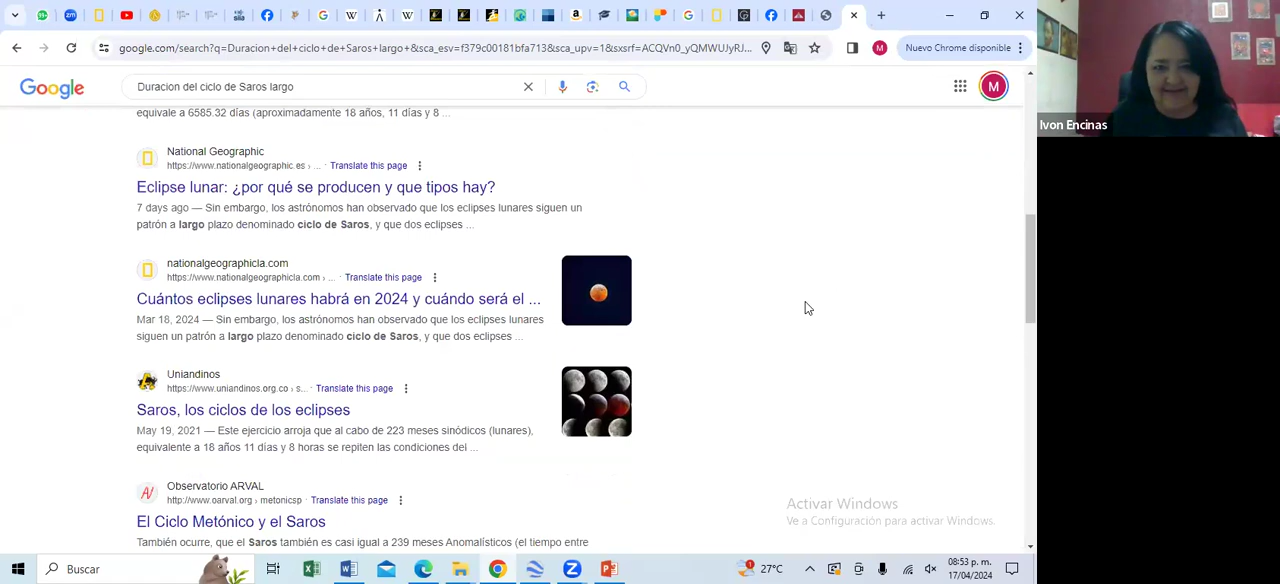 google.com/search?q=Duracion+del+ciclo+de+Saros+largo+&sca_esv=f379c00181bfa713&sca_upv=1&sxsrf=ACQVn0_yQMWUJyRJ...
Nuevo Chrome disponible
Google
Duracion del ciclo de Saros largo
M
equivale a 6585.32 días (aproximadamente 18 años, 11 días y 8 ...
National Geographic
https://www.nationalgeographic.es › ... · Translate this page
Eclipse lunar: ¿por qué se producen y que tipos hay?
7 days ago — Sin embargo, los astrónomos han observado que los eclipses lunares siguen un
patrón a largo plazo denominado ciclo de Saros, y que dos eclipses ...
nationalgeographicla.com
https://www.nationalgeographicla.com › ... · Translate this page
Cuántos eclipses lunares habrá en 2024 y cuándo será el ...
Mar 18, 2024 — Sin embargo, los astrónomos han observado que los eclipses lunares
siguen un patrón a largo plazo denominado ciclo de Saros, y que dos eclipses ...
Uniandinos
https://www.uniandinos.org.co › s... · Translate this page
Saros, los ciclos de los eclipses
May 19, 2021 — Este ejercicio arroja que al cabo de 223 meses sinódicos (lunares),
equivalente a 18 años 11 días y 8 horas se repiten las condiciones del ...
Observatorio ARVAL
http://www.oarval.org › metonicsp · Translate this page
El Ciclo Metónico y el Saros
También ocurre, que el Saros también es casi igual a 239 meses Anomalísticos (el tiempo entre
Activar Windows
Ve a Configuración para activar Windows.
Buscar
27°C
08:53 p. m.
17/04/2024
Ivon Encinas